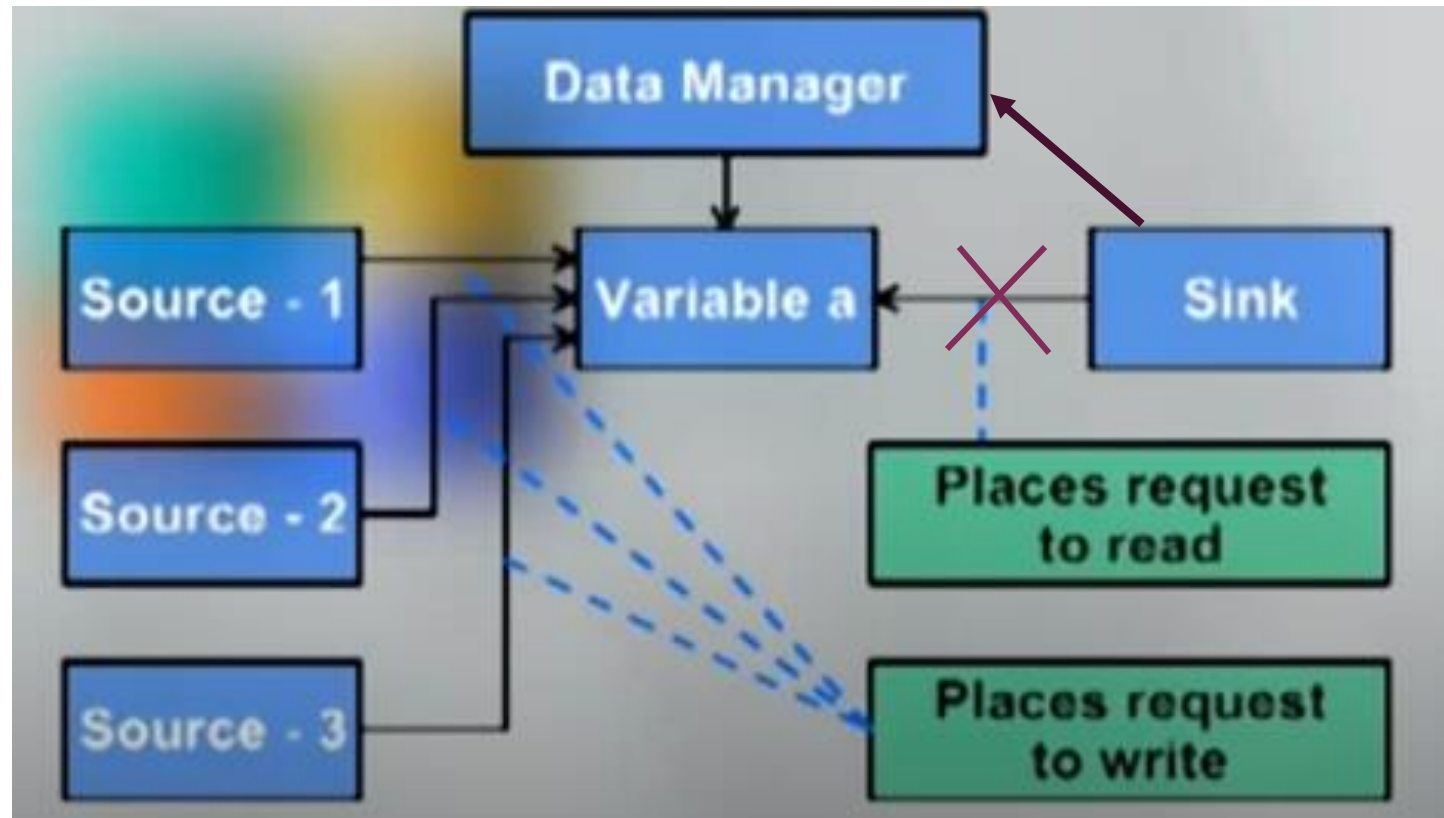 Data Manager
Source - 1
Variable a
Sink
Source - 2
Places request
to read
Source - 3
Places request
to write